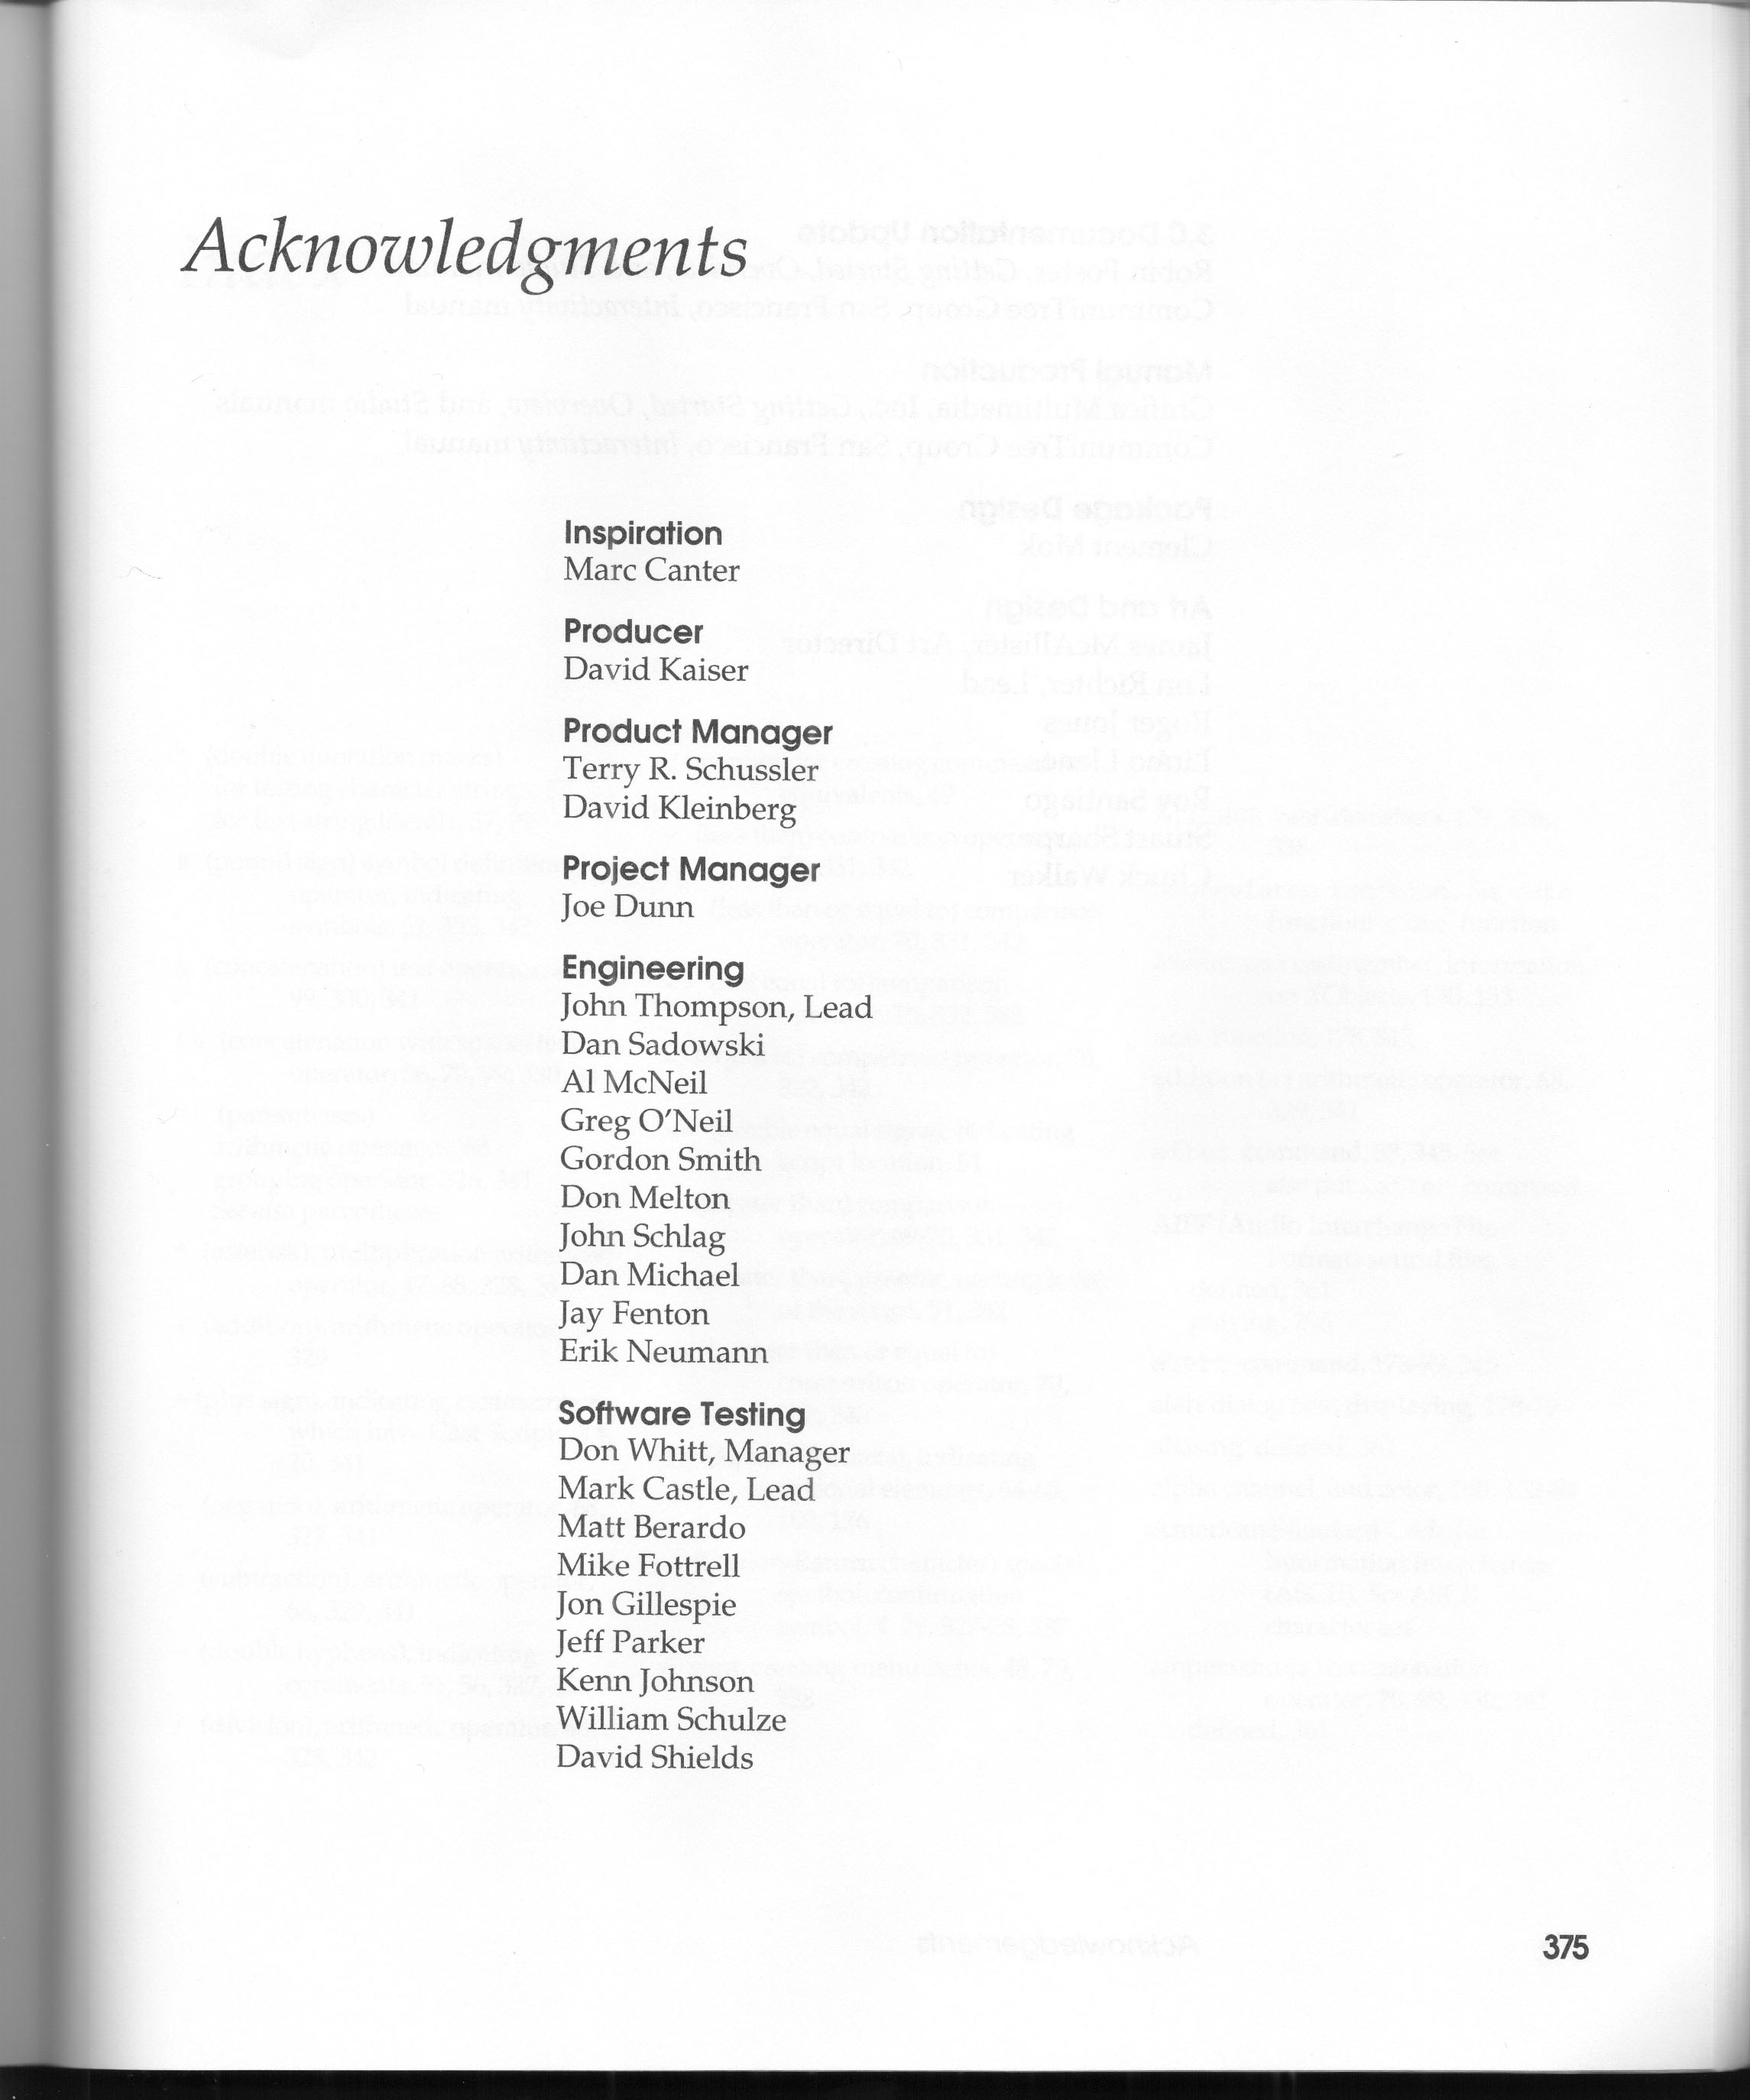 Acknowledgments
Inspiration
Marc Canter
Producer
David Kaiser
Product Manager
Terry R. Schussler
David Kleinberg
Project Manager
Joe Dunn
Engineering
John Thompson, Lead
Dan Sadowski
Al McNeil
Greg O'Neil
Gordon Smith
Don Melton
John Schlag
Dan Michael
Jay Fenton
Erik Neumann
Software Testing
Don Whitt, Manager
Mark Castle, Lead
Matt Berardo
Mike Fottrell
Jon Gillespie
Jeff Parker
Kenn Johnson
William Schulze
David Shields
375